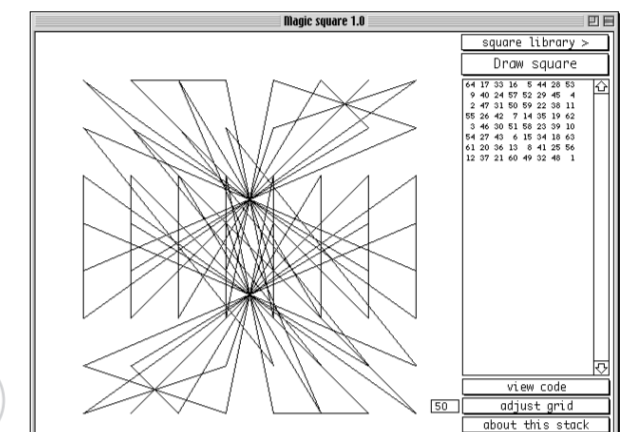 Magic square 1.0
square library >
Draw square
64 17 33 16 5 44 28 53
9 40 24 57 52 29 45 4
2 47 31 50 59 22 38 11
55 26 42 7 14 35 19 62
3 46 30 51 58 23 39 10
54 27 43 6 15 34 18 63
61 20 36 13 8 41 25 56
12 37 21 60 49 32 48 1
view code
50
adjust grid
about this stack